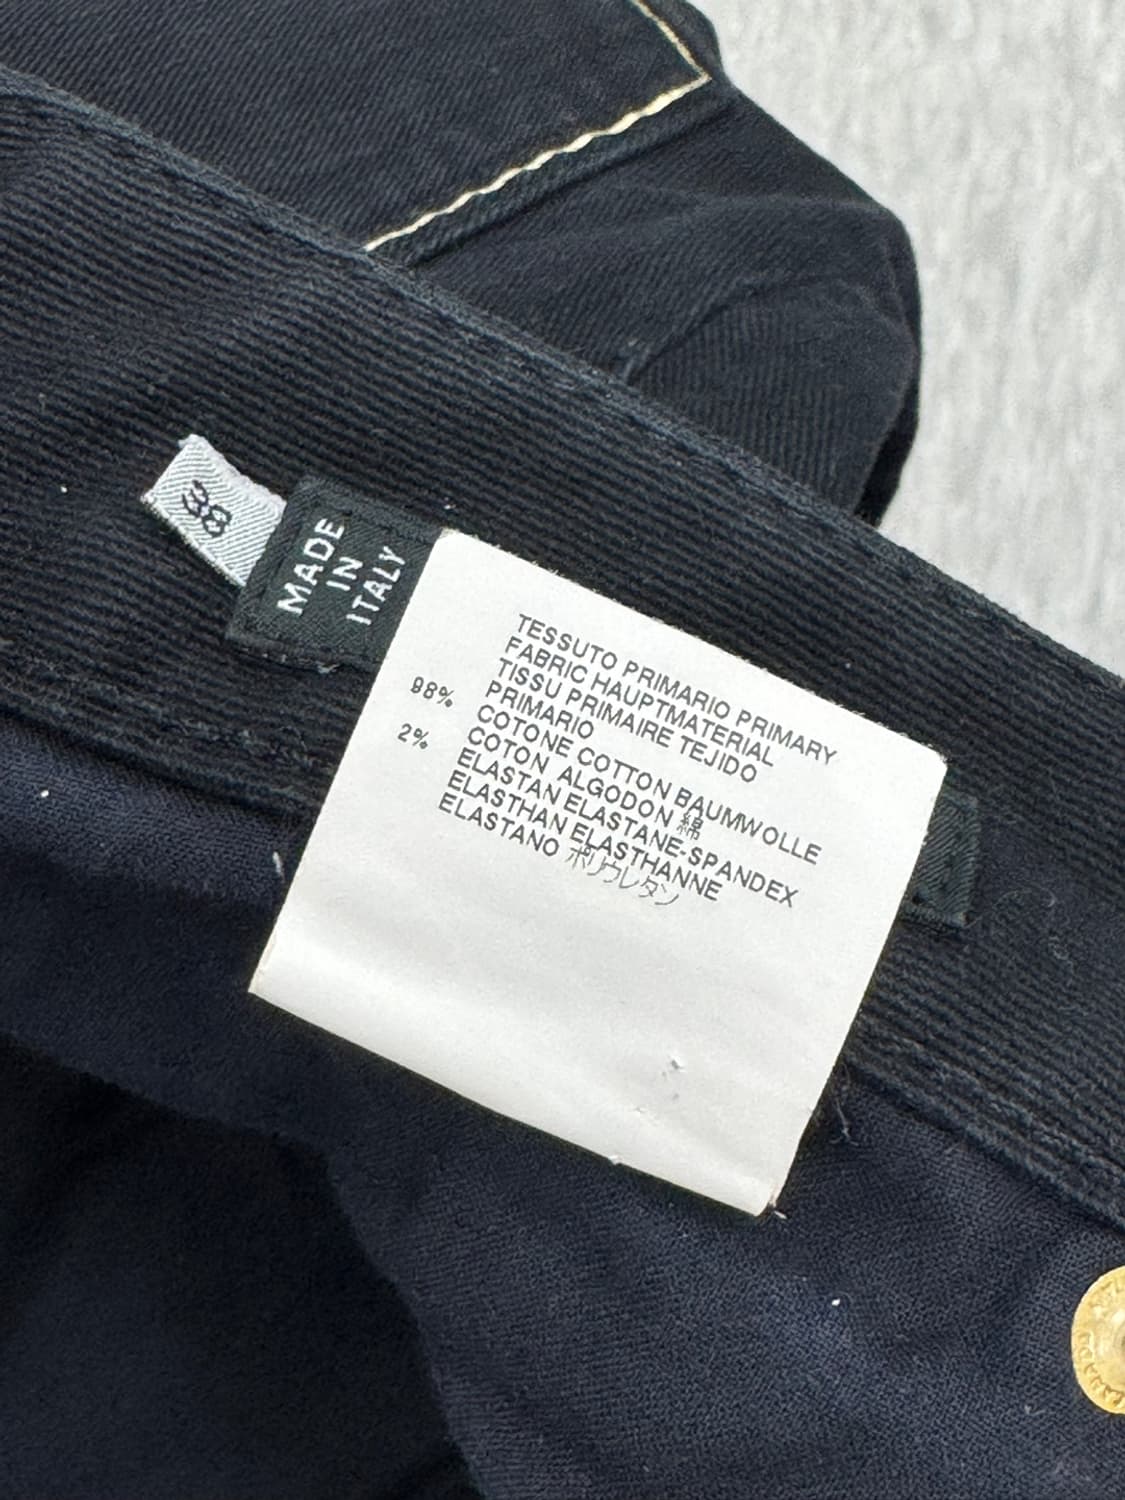 38
MADE
IN
ITALY
TESSUTO PRIMARIO PRIMARY
FABRIC HAUPTMATERIAL
TISSU PRIMAIRE TEJIDO
PRIMARIO
98% COTONE COTTON BAUMWOLLE
COTON ALGODON 綿
2% ELASTAN ELASTANE-SPANDEX
ELASTHAN ELASTHANNE
ELASTANO ポリウレタン